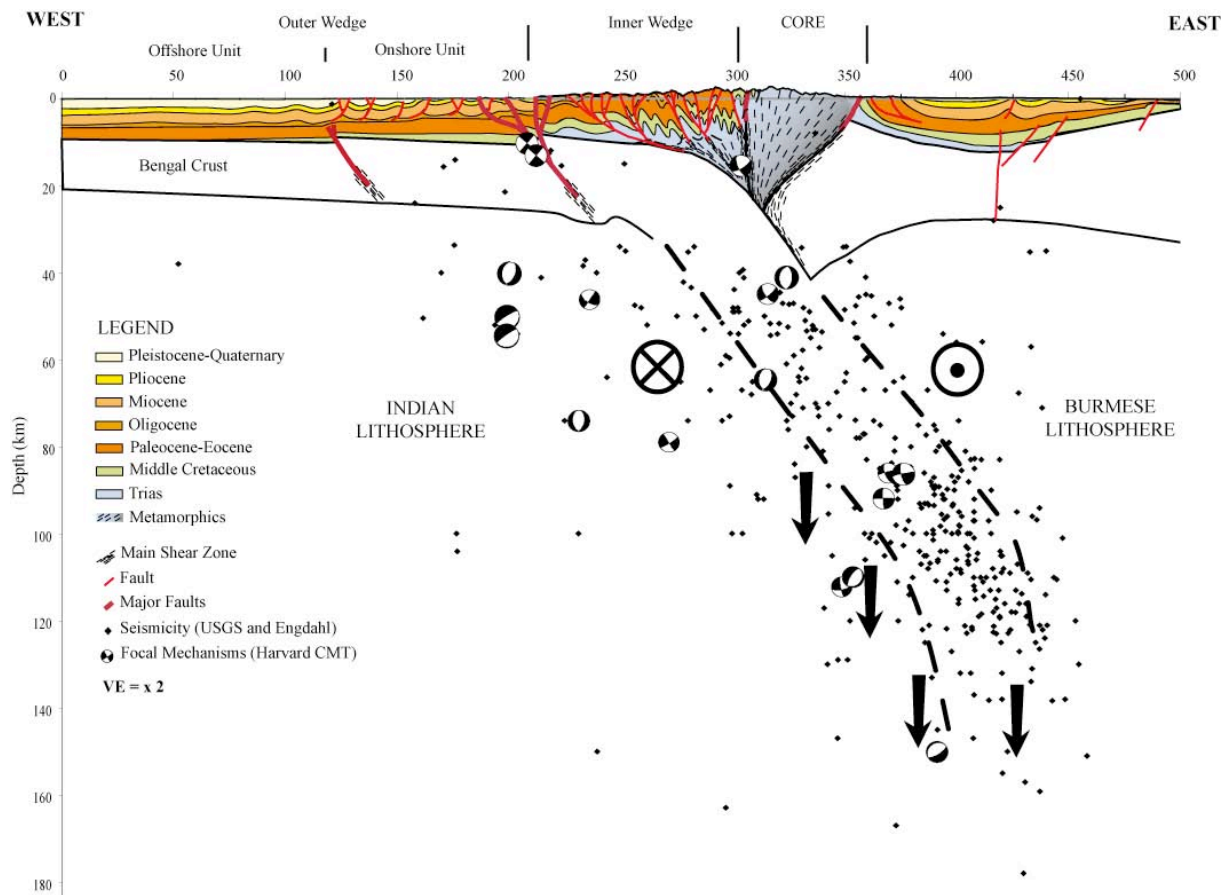 WEST
EAST
Outer Wedge
Inner Wedge
CORE
Offshore Unit
Onshore Unit
0 50 100 150 200 250 300 350 400 450 500
0
20
40
60
80
100
120
140
160
180
Depth (km)
Bengal Crust
LEGEND
Pleistocene-Quaternary
Pliocene
Miocene
Oligocene
Paleocene-Eocene
Middle Cretaceous
Trias
Metamorphics
Main Shear Zone
Fault
Major Faults
Seismicity (USGS and Engdahl)
Focal Mechanisms (Harvard CMT)
VE = x 2
INDIAN
LITHOSPHERE
BURMESE
LITHOSPHERE